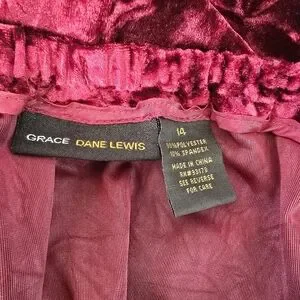 GRACE DANE LEWIS
14
90% POLYESTER
10% SPANDEX
MADE IN CHINA
SEE REVERSE
FOR CARE